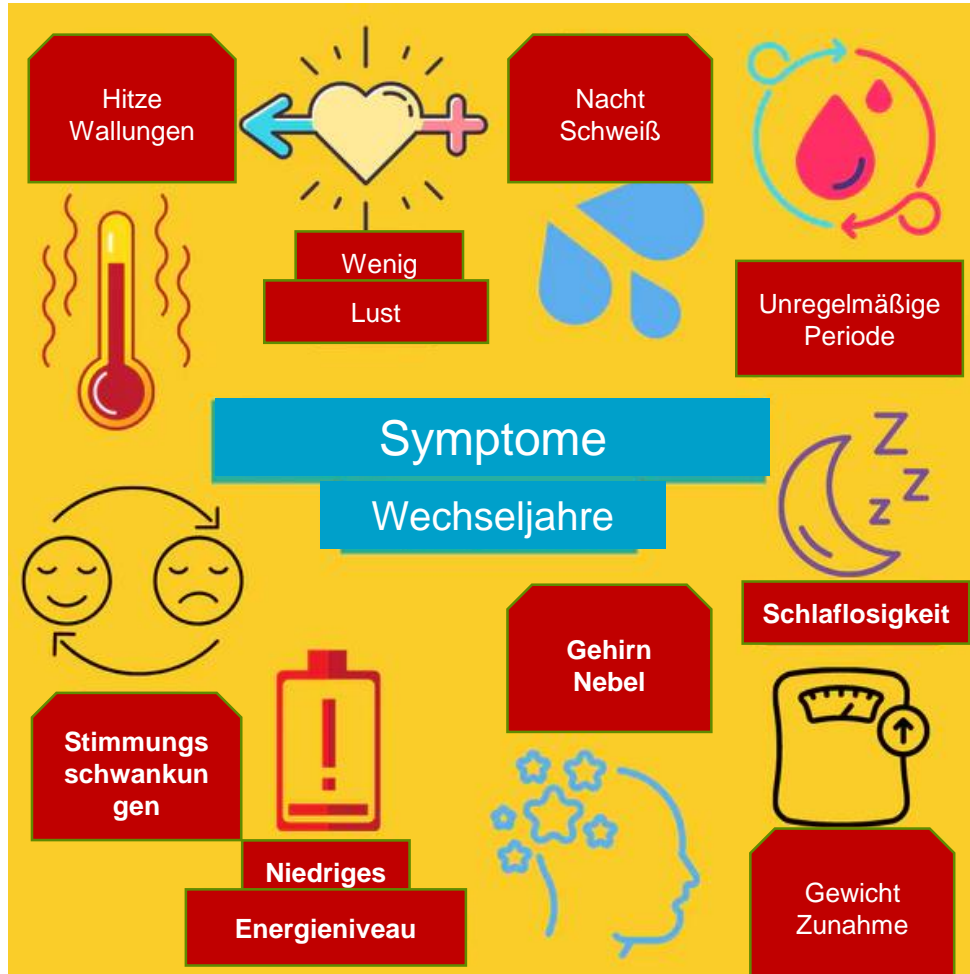 Hitze
Wallungen
Nacht
Schweiß
Wenig
Lust
Unregelmäßige
Periode
Symptome
Wechseljahre
Z
Z
z
Schlaflosigkeit
Gehirn
Nebel
Stimmungs
schwankun
gen
Niedriges
Energieniveau
Gewicht
Zunahme